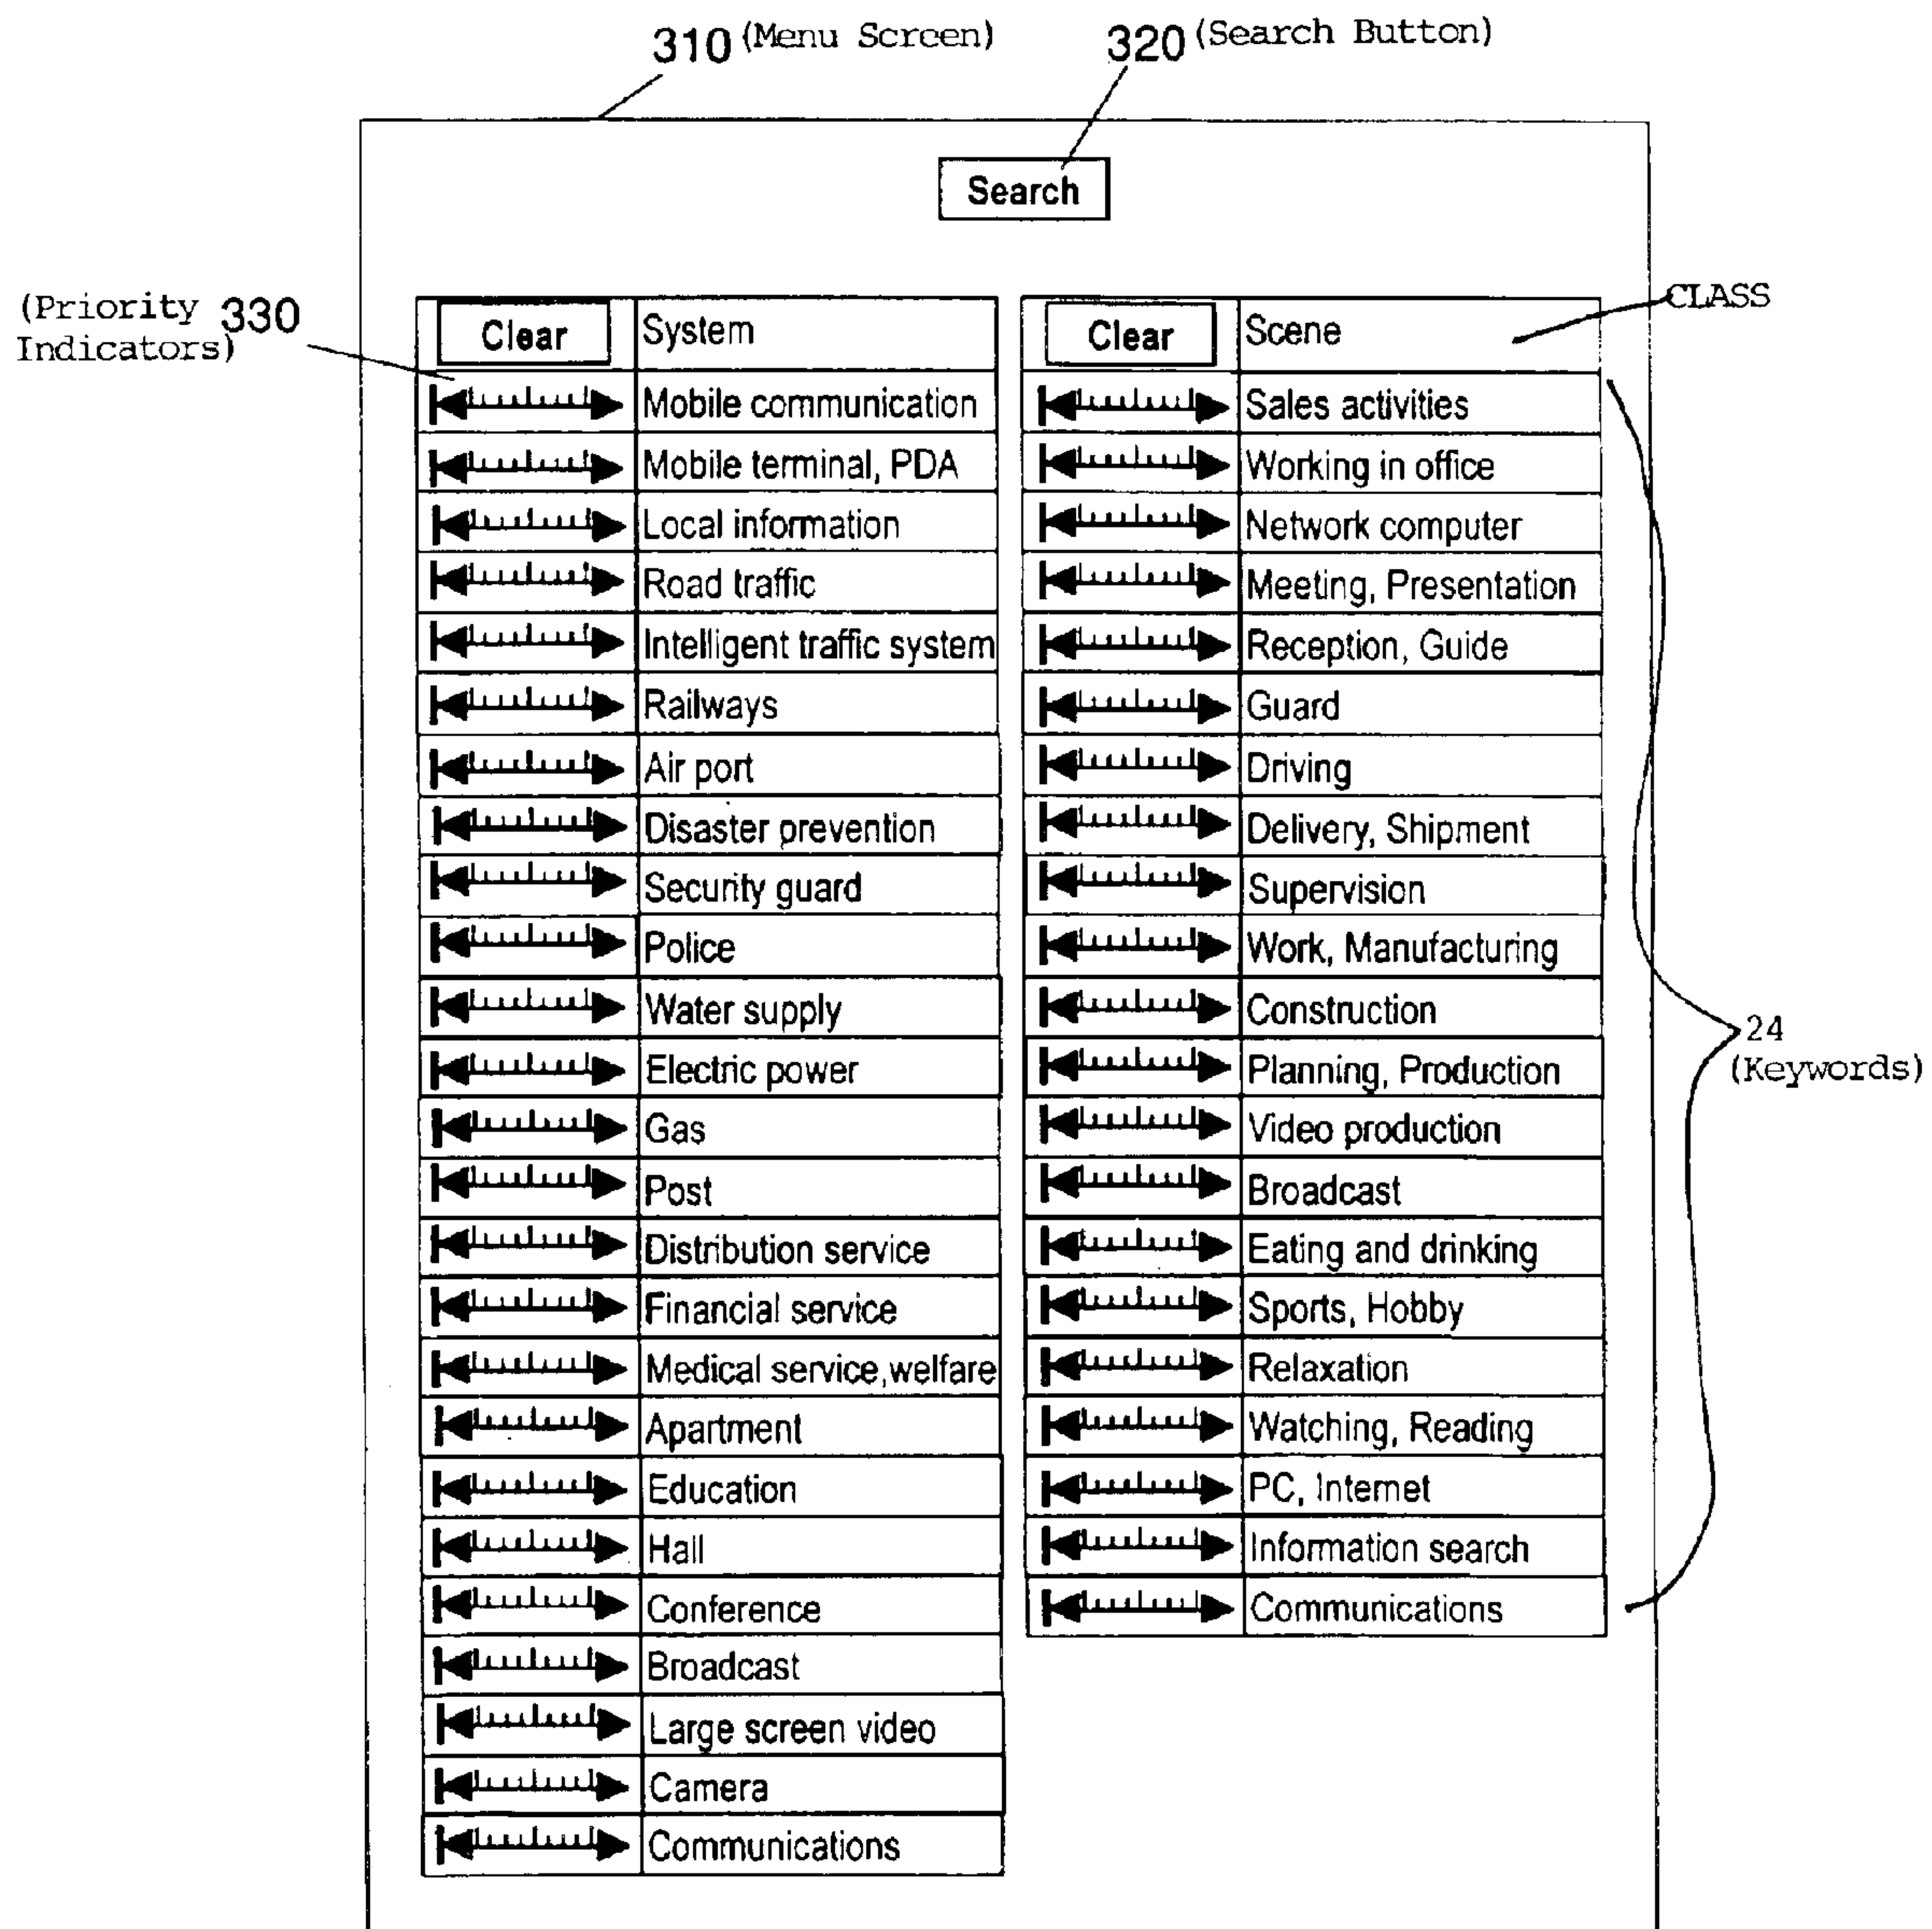 310 (Menu Screen)
320 (Search Button)
Search
(Priority 330
Indicators)
CLASS
Clear System
Mobile communication
Mobile terminal, PDA
Local information
Road traffic
Intelligent traffic system
Railways
Air port
Disaster prevention
Security guard
Police
Water supply
Electric power
Gas
Post
Distribution service
Financial service
Medical service,welfare
Apartment
Education
Hall
Conference
Broadcast
Large screen video
Camera
Communications
Clear Scene
Sales activities
Working in office
Network computer
Meeting, Presentation
Reception, Guide
Guard
Driving
Delivery, Shipment
Supervision
Work, Manufacturing
Construction
Planning, Production
Video production
Broadcast
Eating and drinking
Sports, Hobby
Relaxation
Watching, Reading
PC, Internet
Information search
Communications
24
(Keywords)